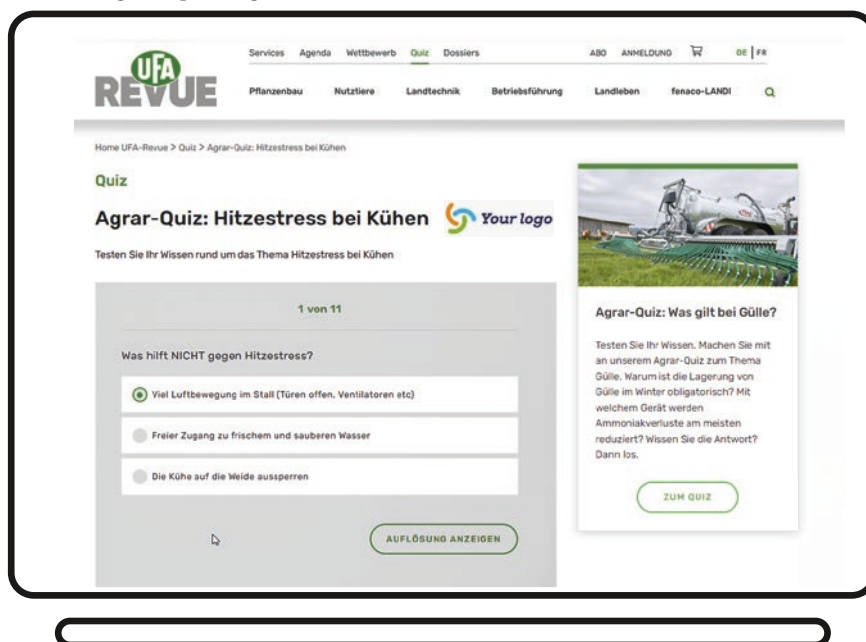 Services Agenda Wettbewerb Quiz Dossiers ABO ANMELDUNG DE | FR
UFA
REVUE
Pflanzenbau Nutztiere Landtechnik Betriebsführung Landleben fenaco-LANDI
Home UFA-Revue > Quiz > Agrar-Quiz: Hitzestress bei Kühen
Quiz
Agrar-Quiz: Hitzestress bei Kühen
Your logo
Testen Sie Ihr Wissen rund um das Thema Hitzestress bei Kühen
1 von 11
Was hilft NICHT gegen Hitzestress?
Viel Luftbewegung im Stall (Türen offen, Ventilatoren etc)
Freier Zugang zu frischem und sauberen Wasser
Die Kühe auf die Weide aussperren
AUFLÖSUNG ANZEIGEN
Agrar-Quiz: Was gilt bei Gülle?
Testen Sie Ihr Wissen. Machen Sie mit
an unserem Agrar-Quiz zum Thema
Gülle. Warum ist die Lagerung von
Gülle im Winter obligatorisch? Mit
welchem Gerät werden
Ammoniakverluste am meisten
reduziert? Wissen Sie die Antwort?
Dann los.
ZUM QUIZ